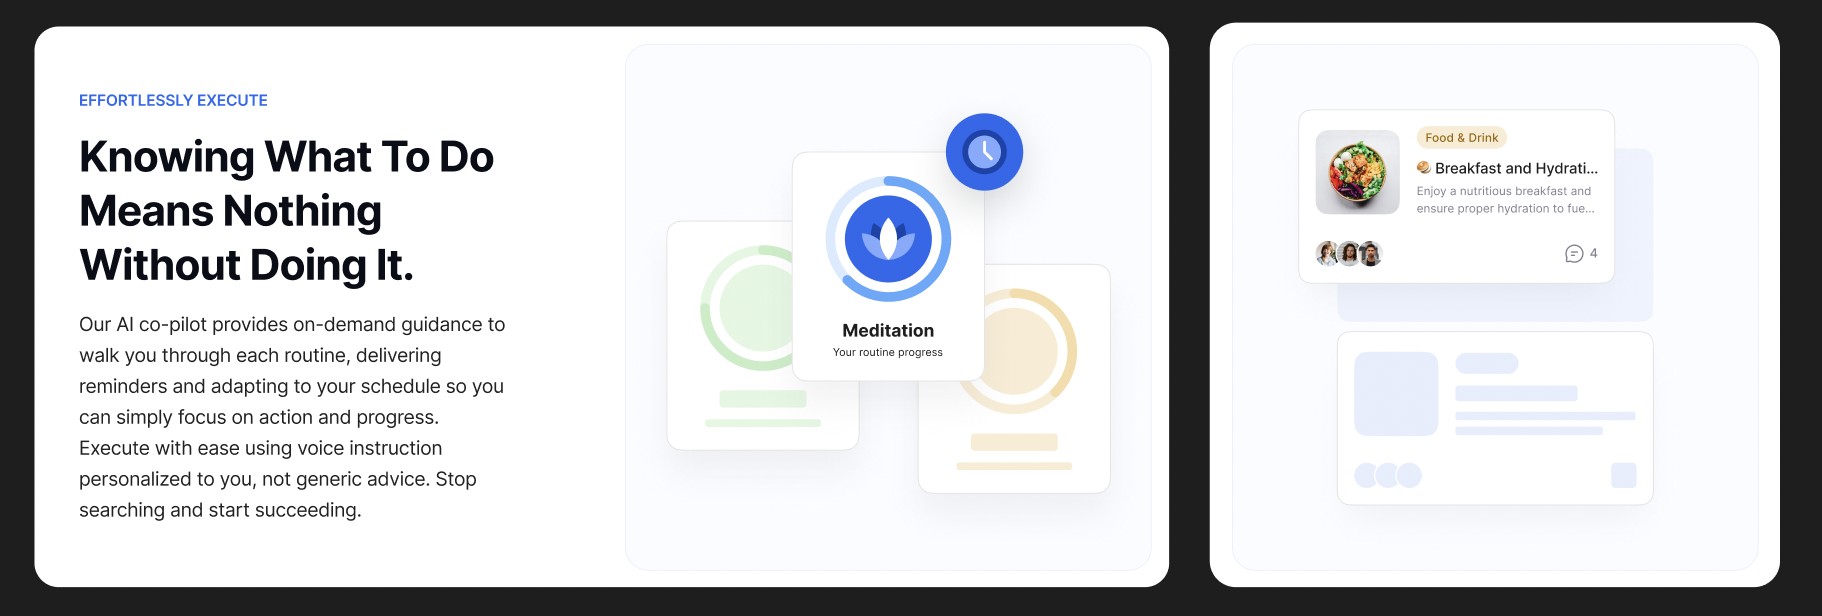 EFFORTLESSLY EXECUTE
Knowing What To Do
Means Nothing
Without Doing It.
Our AI co-pilot provides on-demand guidance to
walk you through each routine, delivering
reminders and adapting to your schedule so you
can simply focus on action and progress.
Execute with ease using voice instruction
personalized to you, not generic advice. Stop
searching and start succeeding.
Meditation
Your routine progress
Food & Drink
🥪 Breakfast and Hydrati...
Enjoy a nutritious breakfast and
ensure proper hydration to fue...
4